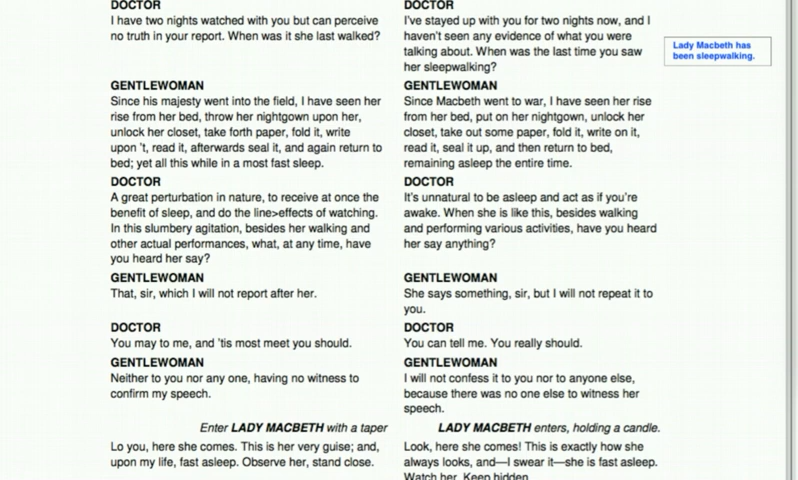 DOCTOR
I have two nights watched with you but can perceive
no truth in your report. When was it she last walked?
GENTLEWOMAN
Since his majesty went into the field, I have seen her
rise from her bed, throw her nightgown upon her,
unlock her closet, take forth paper, fold it, write
upon 't, read it, afterwards seal it, and again return to
bed; yet all this while in a most fast sleep.
DOCTOR
A great perturbation in nature, to receive at once the
benefit of sleep, and do the line>effects of watching.
In this slumbery agitation, besides her walking and
other actual performances, what, at any time, have
you heard her say?
GENTLEWOMAN
That, sir, which I will not report after her.
DOCTOR
You may to me, and 'tis most meet you should.
GENTLEWOMAN
Neither to you nor any one, having no witness to
confirm my speech.
Enter LADY MACBETH with a taper
Lo you, here she comes. This is her very guise; and,
upon my life, fast asleep. Observe her, stand close.
DOCTOR
I've stayed up with you for two nights now, and I
haven't seen any evidence of what you were
talking about. When was the last time you saw
her sleepwalking?
GENTLEWOMAN
Since Macbeth went to war, I have seen her rise
from her bed, put on her nightgown, unlock her
closet, take out some paper, fold it, write on it,
read it, seal it up, and then return to bed,
remaining asleep the entire time.
DOCTOR
It's unnatural to be asleep and act as if you're
awake. When she is like this, besides walking
and performing various activities, have you heard
her say anything?
GENTLEWOMAN
She says something, sir, but I will not repeat it to
you.
DOCTOR
You can tell me. You really should.
GENTLEWOMAN
I will not confess it to you nor to anyone else,
because there was no one else to witness her
speech.
LADY MACBETH enters, holding a candle.
Look, here she comes! This is exactly how she
always looks, and—I swear it—she is fast asleep.
Watch her. Keep hidden
Lady Macbeth has
been sleepwalking.